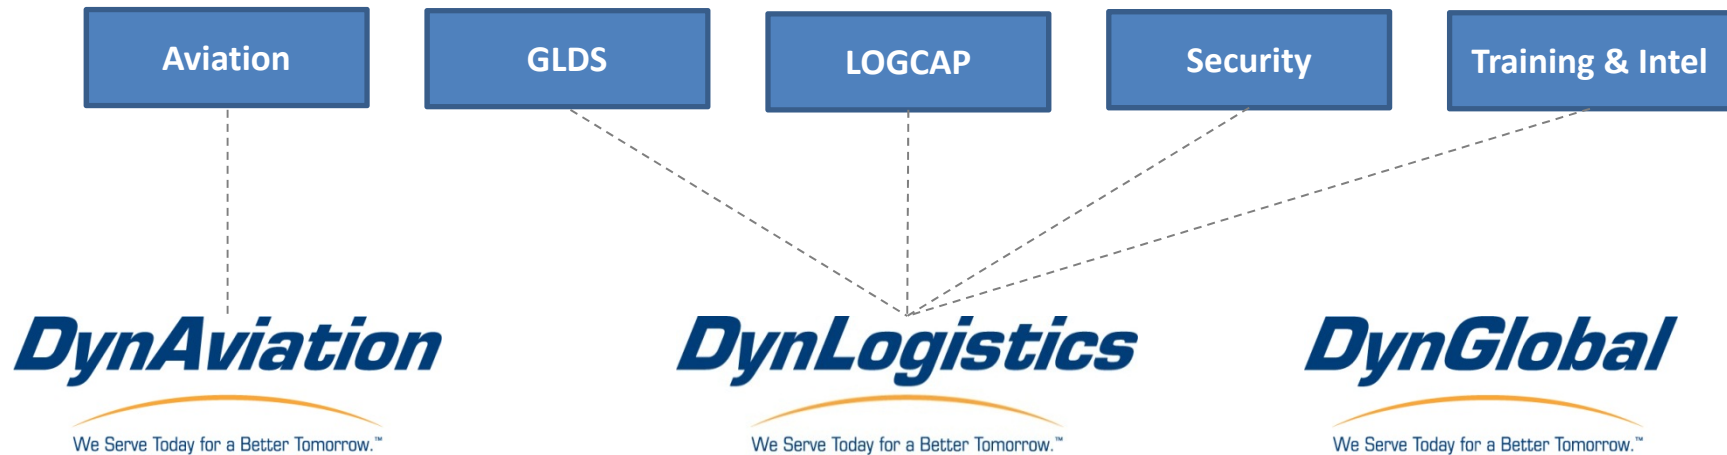 Aviation
GLDS
LOGCAP
Security
Training & Intel
DynAviation
We Serve Today for a Better Tomorrow.™
DynLogistics
We Serve Today for a Better Tomorrow.™
DynGlobal
We Serve Today for a Better Tomorrow.™